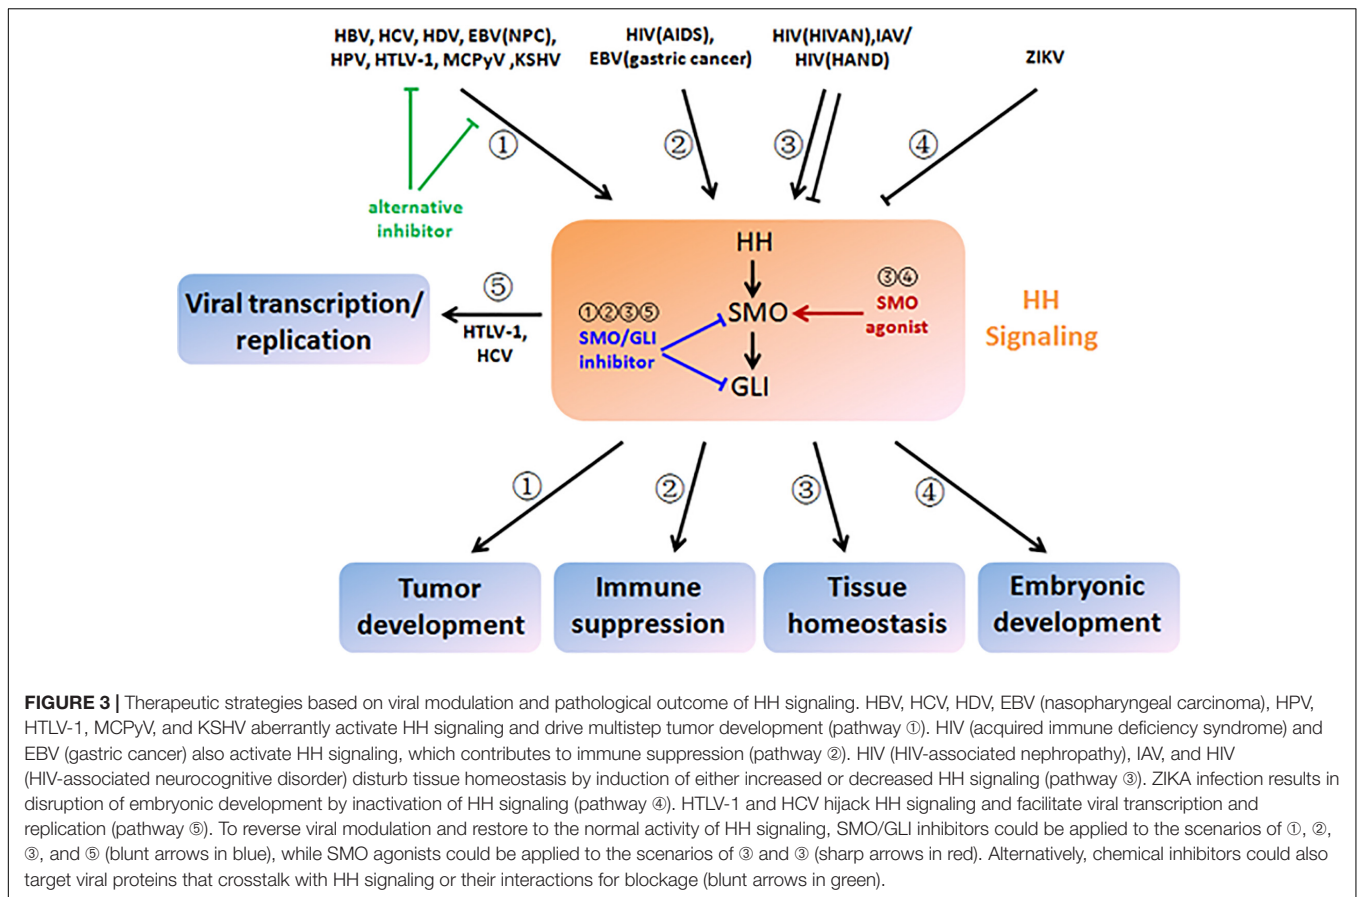 HBV, HCV, HDV, EBV(NPC),
HPV, HTLV-1, MCPyV ,KSHV
HIV(AIDS),
EBV(gastric cancer)
HIV(HIVAN),IAV/
HIV(HAND)
ZIKV
①
②
③
④
alternative
inhibitor
HH
SMO
GLI
①②③⑤
SMO/GLI
inhibitor
③④
SMO
agonist
HH
Signaling
Viral transcription/
replication
⑤
HTLV-1,
HCV
①
②
③
④
Tumor
development
Immune
suppression
Tissue
homeostasis
Embryonic
development
FIGURE 3 | Therapeutic strategies based on viral modulation and pathological outcome of HH signaling. HBV, HCV, HDV, EBV (nasopharyngeal carcinoma), HPV,
HTLV-1, MCPyV, and KSHV aberrantly activate HH signaling and drive multistep tumor development (pathway ①). HIV (acquired immune deficiency syndrome) and
EBV (gastric cancer) also activate HH signaling, which contributes to immune suppression (pathway ②). HIV (HIV-associated nephropathy), IAV, and HIV
(HIV-associated neurocognitive disorder) disturb tissue homeostasis by induction of either increased or decreased HH signaling (pathway ③). ZIKA infection results in
disruption of embryonic development by inactivation of HH signaling (pathway ④). HTLV-1 and HCV hijack HH signaling and facilitate viral transcription and
replication (pathway ⑤). To reverse viral modulation and restore to the normal activity of HH signaling, SMO/GLI inhibitors could be applied to the scenarios of ①, ②,
③, and ⑤ (blunt arrows in blue), while SMO agonists could be applied to the scenarios of ③ and ③ (sharp arrows in red). Alternatively, chemical inhibitors could also
target viral proteins that crosstalk with HH signaling or their interactions for blockage (blunt arrows in green).